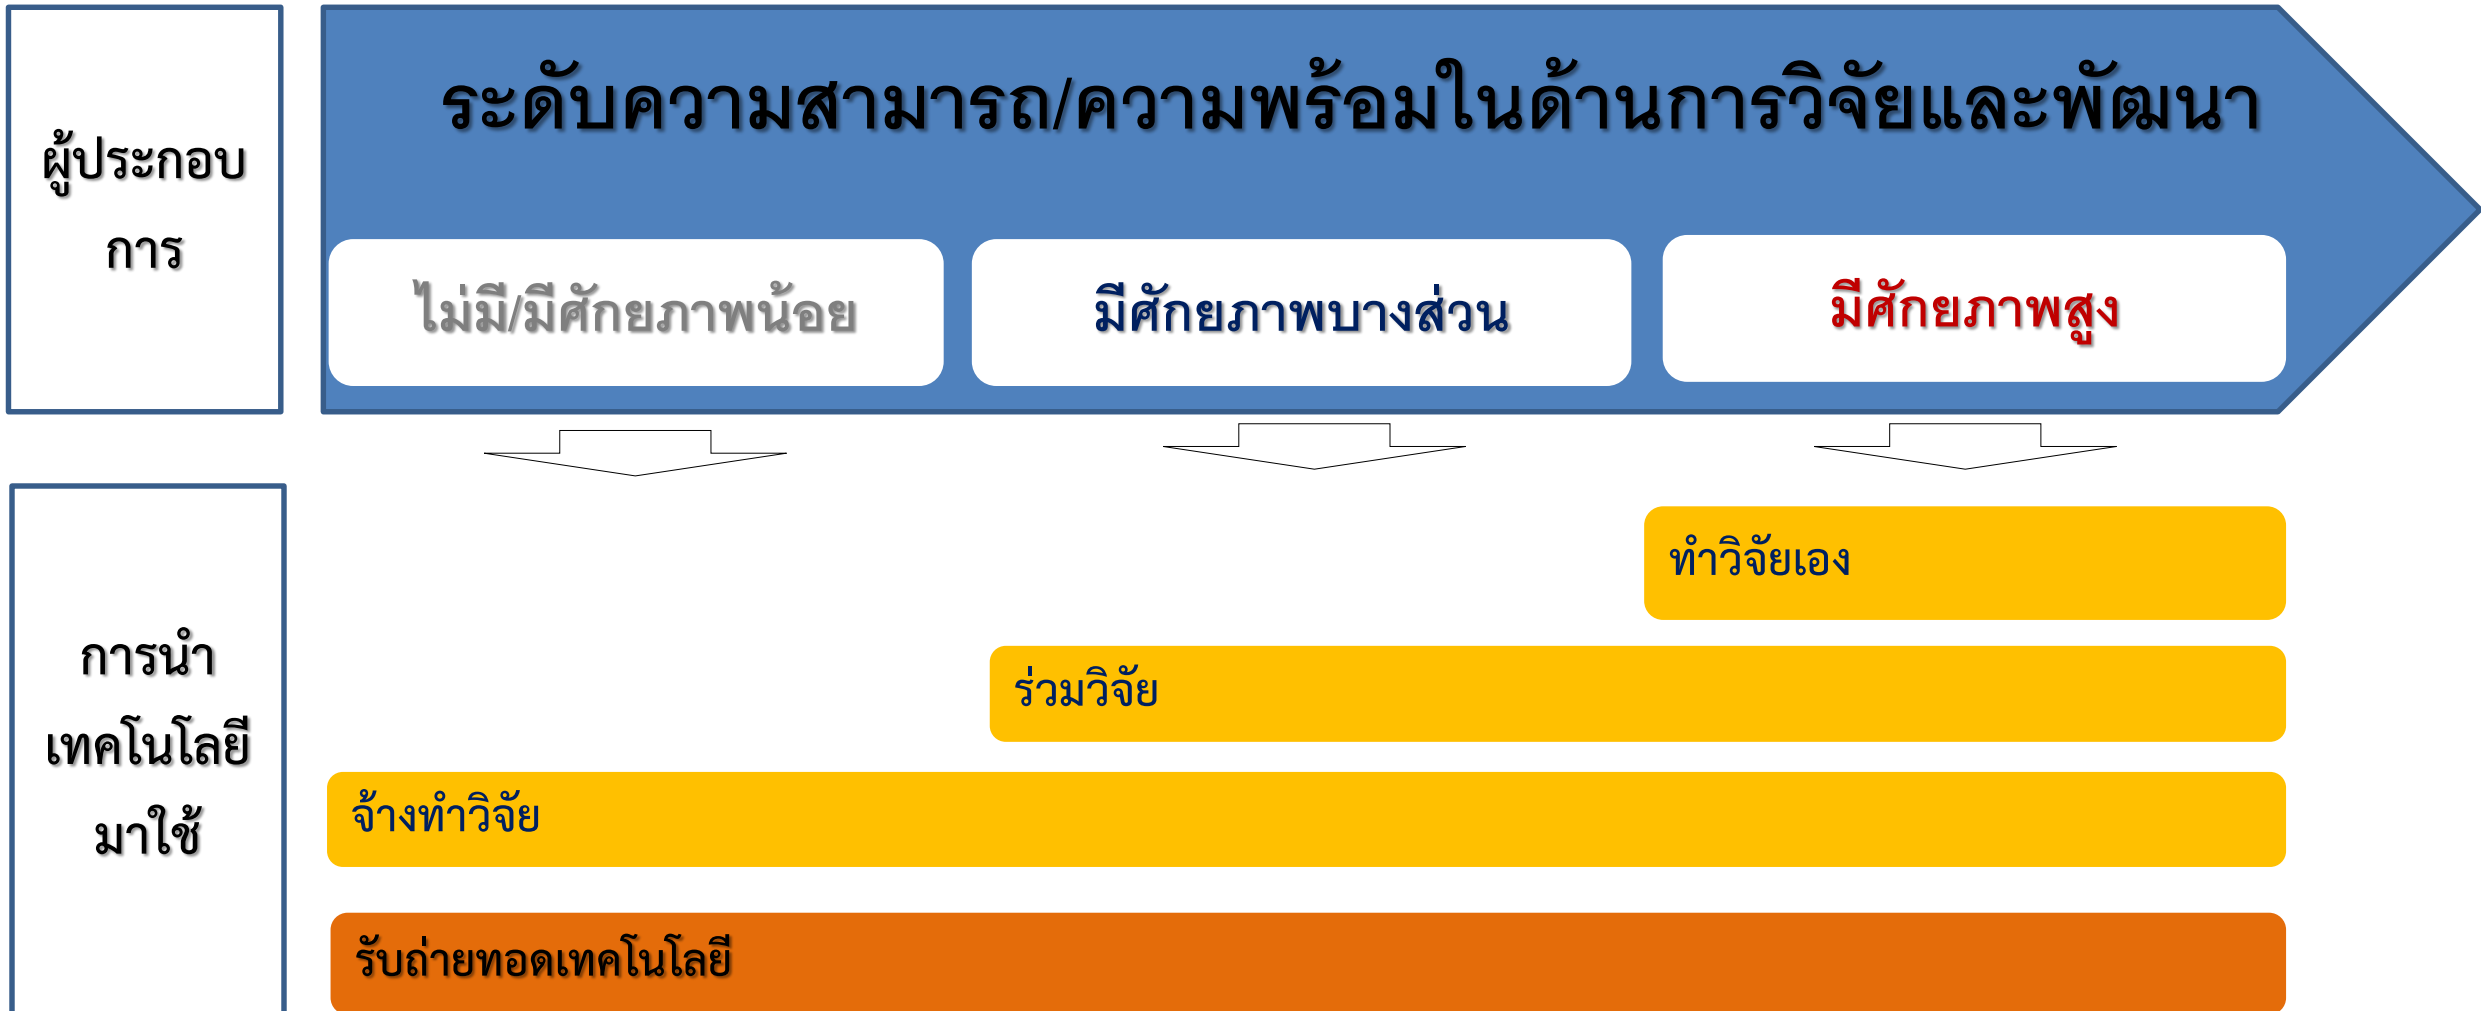 ผู้ประกอบ
การ
ระดับความสามารถ/ความพร้อมในด้านการวิจัยและพัฒนา
ไม่มี/มีศักยภาพน้อย
มีศักยภาพบางส่วน
มีศักยภาพสูง
การนำ
เทคโนโลยี
มาใช้
ทำวิจัยเอง
ร่วมวิจัย
จ้างทำวิจัย
รับถ่ายทอดเทคโนโลยี